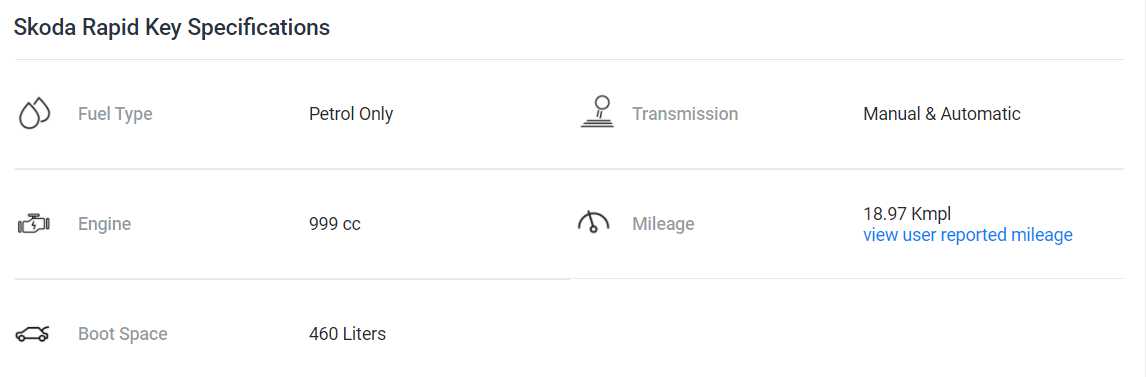 Skoda Rapid Key Specifications
Fuel Type
Petrol Only
Transmission
Manual & Automatic
Engine
999 cc
Mileage
18.97 Kmpl
view user reported mileage
Boot Space
460 Liters